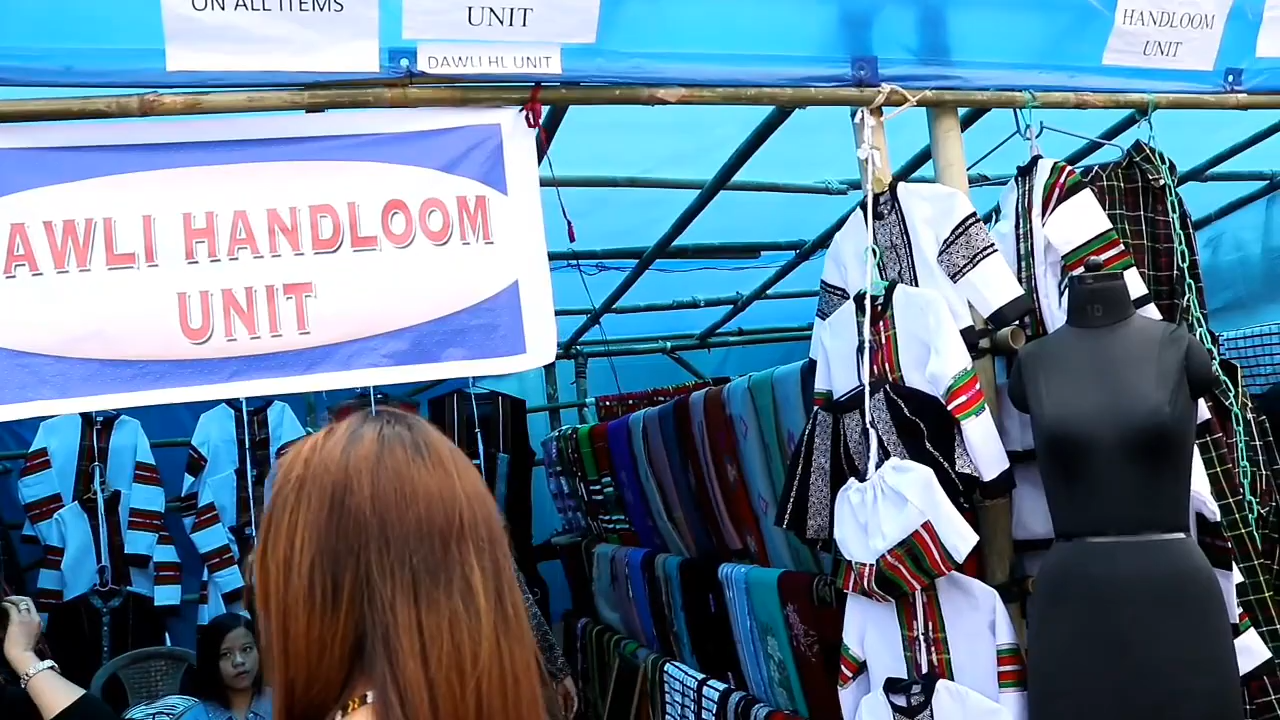 ON ALL ITEMS
UNIT
DAWLI HL UNIT
HANDLOOM
UNIT
AWLI HANDLOOM
UNIT
10